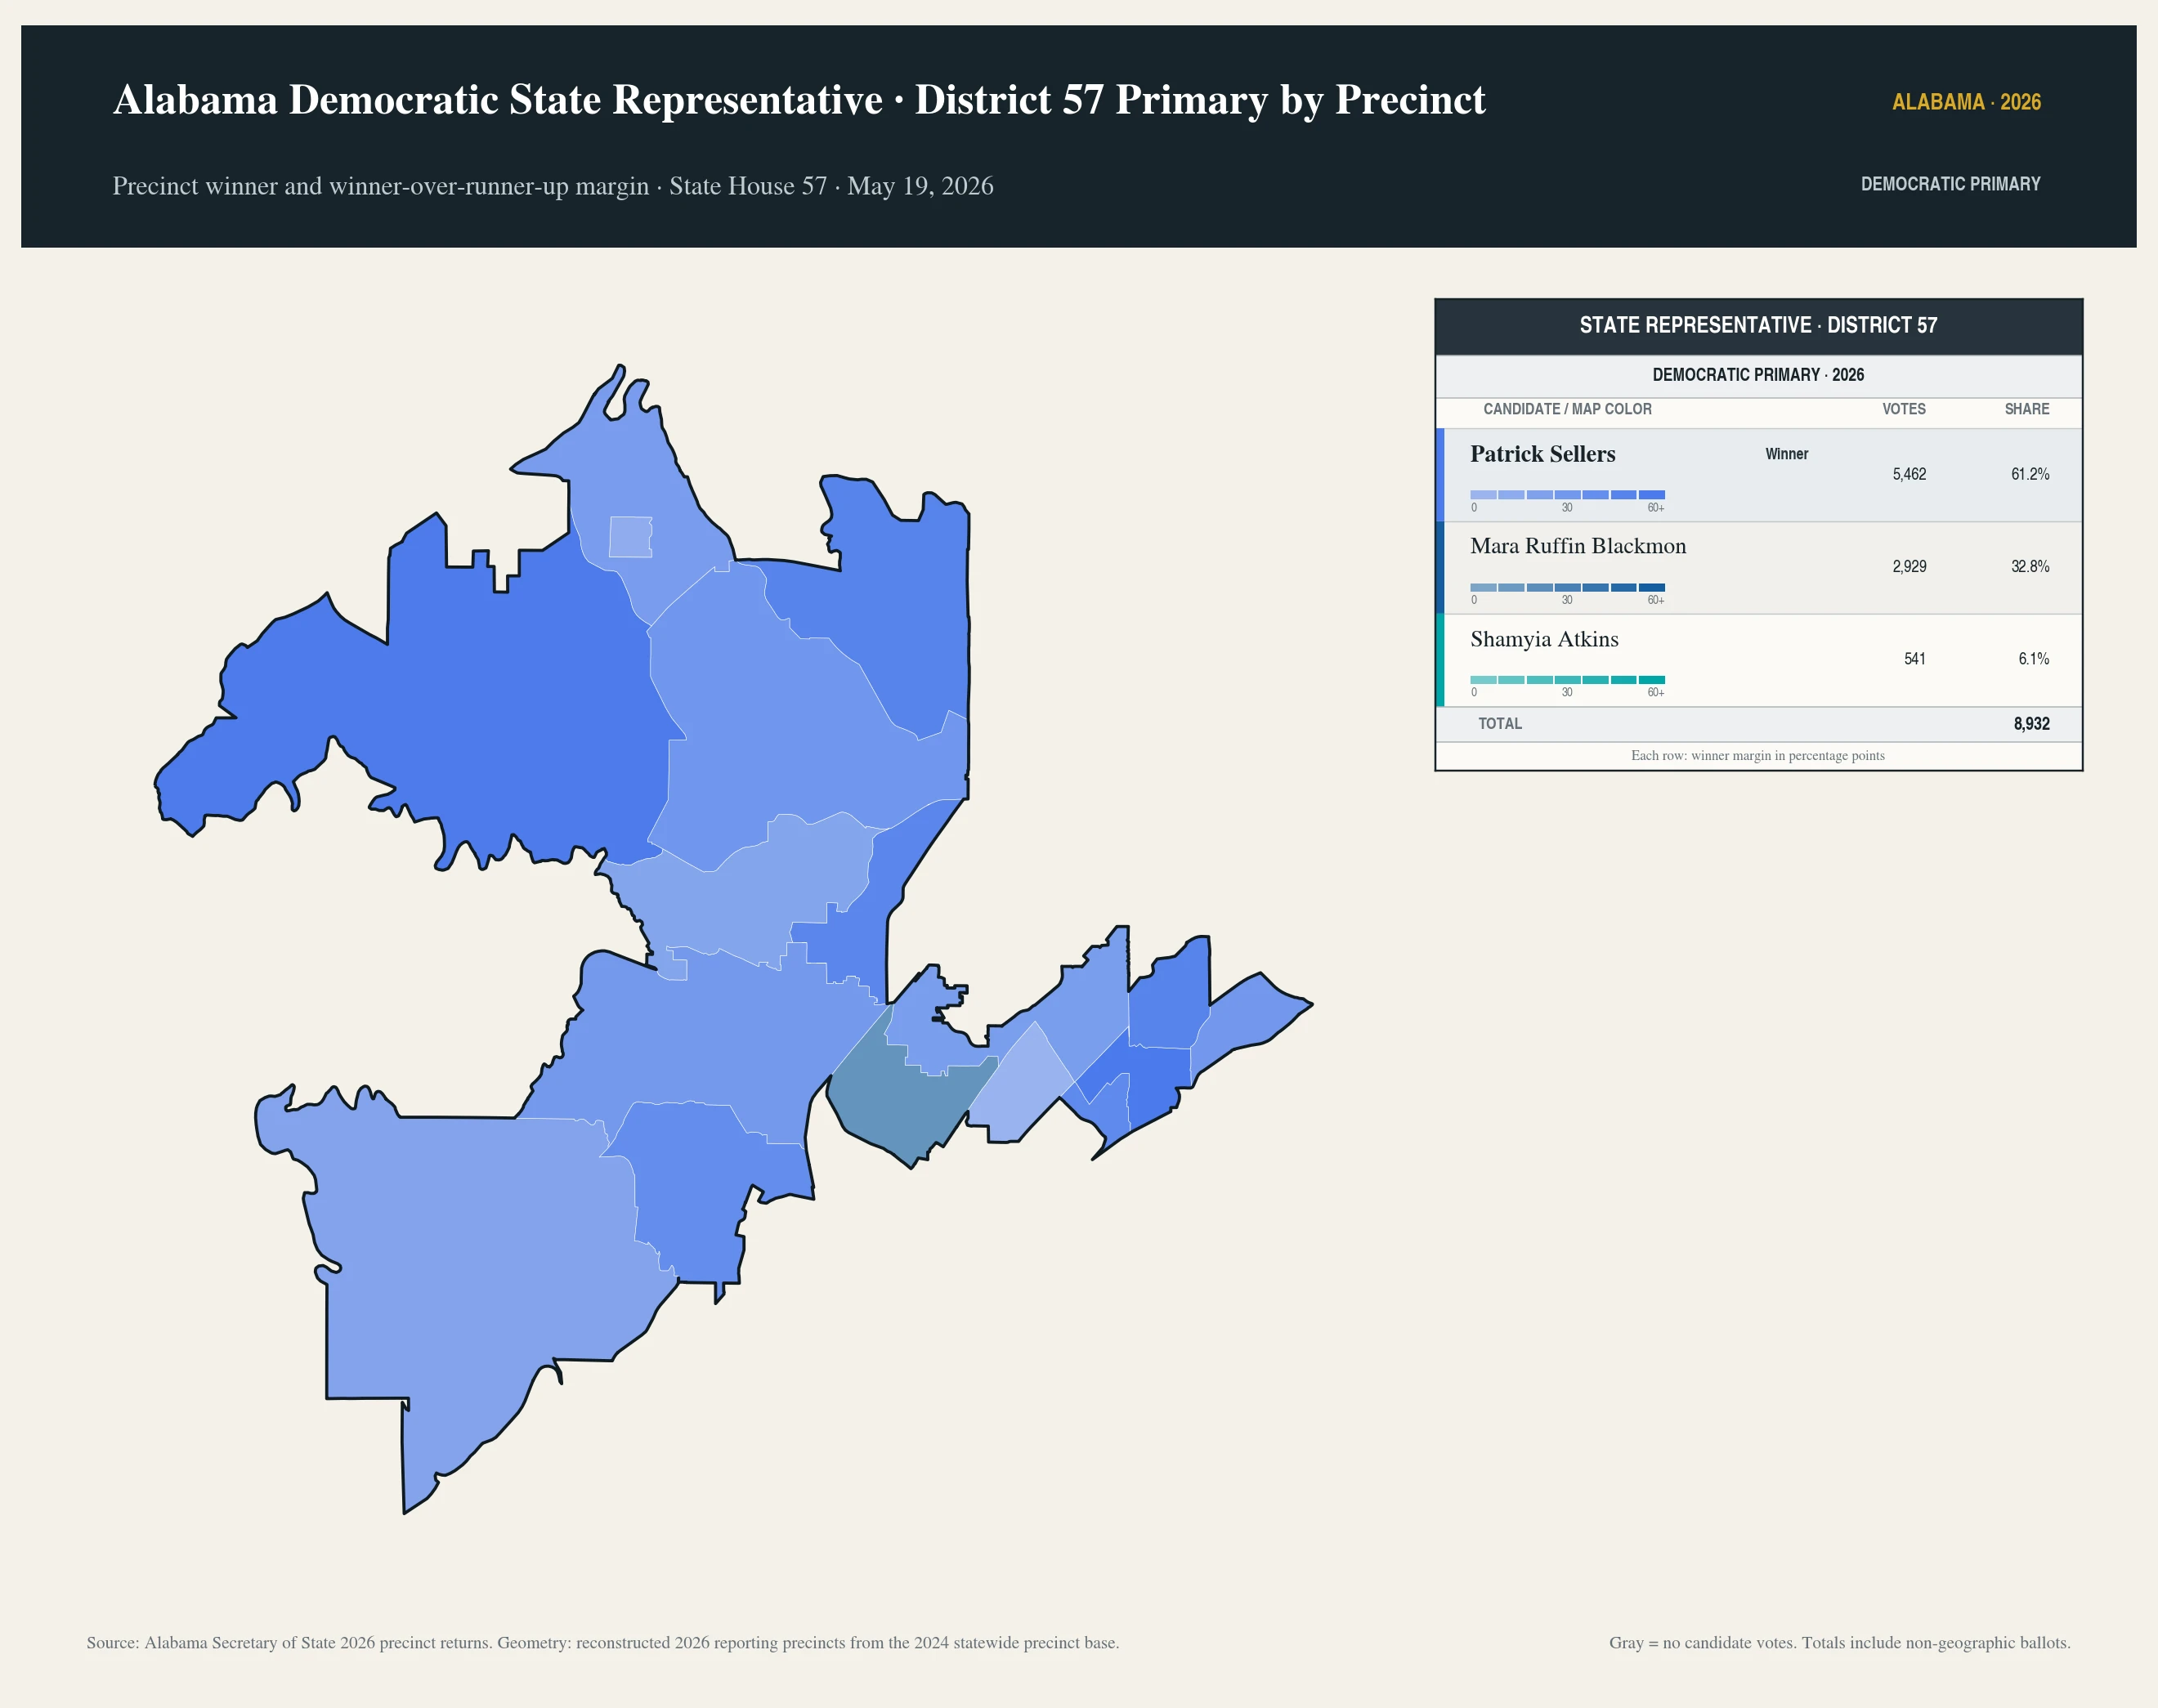 Alabama Democratic State Representative · District 57 Primary by Precinct
ALABAMA · 2026
Precinct winner and winner-over-runner-up margin · State House 57 · May 19, 2026
DEMOCRATIC PRIMARY
STATE REPRESENTATIVE · DISTRICT 57
DEMOCRATIC PRIMARY · 2026
CANDIDATE / MAP COLOR VOTES SHARE
Patrick Sellers Winner 5,462 61.2%
0 30 60+
Mara Ruffin Blackmon 2,929 32.8%
0 30 60+
Shamyia Atkins 541 6.1%
0 30 60+
TOTAL 8,932
Each row: winner margin in percentage points
Source: Alabama Secretary of State 2026 precinct returns. Geometry: reconstructed 2026 reporting precincts from the 2024 statewide precinct base.
Gray = no candidate votes. Totals include non-geographic ballots.